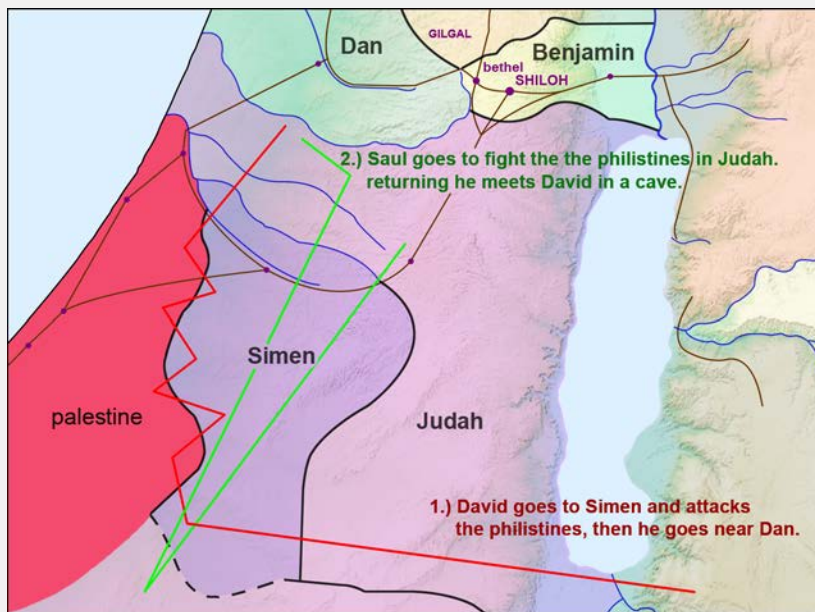 GILGAL
Dan
Benjamin
bethel
SHILOH
2.) Saul goes to fight the the philistines in Judah.
returning he meets David in a cave.
Simen
palestine
Judah
1.) David goes to Simen and attacks
the philistines, then he goes near Dan.